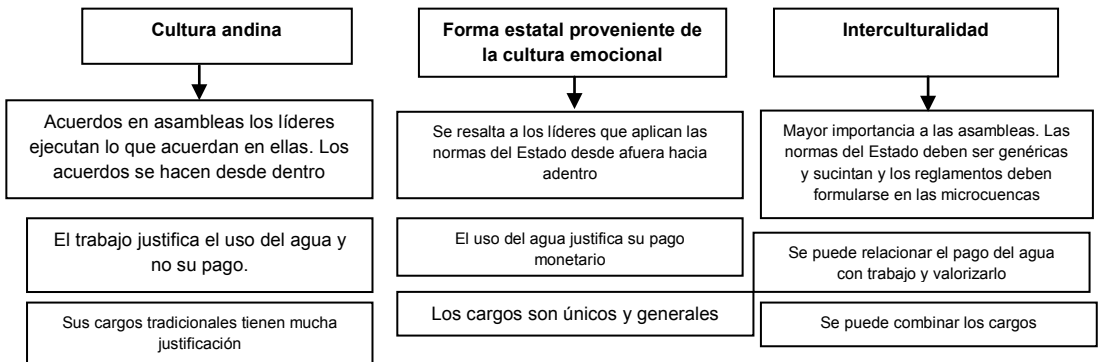 Cultura andina
Acuerdos en asambleas los líderes
ejecutan lo que acuerdan en ellas. Los
acuerdos se hacen desde dentro
El trabajo justifica el uso del agua y
no su pago.
Sus cargos tradicionales tienen mucha
justificación
Forma estatal proveniente de
la cultura emocional
Se resalta a los líderes que aplican las
normas del Estado desde afuera hacia
adentro
El uso del agua justifica su pago
monetario
Los cargos son únicos y generales
Interculturalidad
Mayor importancia a las asambleas. Las
normas del Estado deben ser genéricas
y sucintan y los reglamentos deben
formularse en las microcuencas
Se puede relacionar el pago del agua
con trabajo y valorizarlo
Se puede combinar los cargos